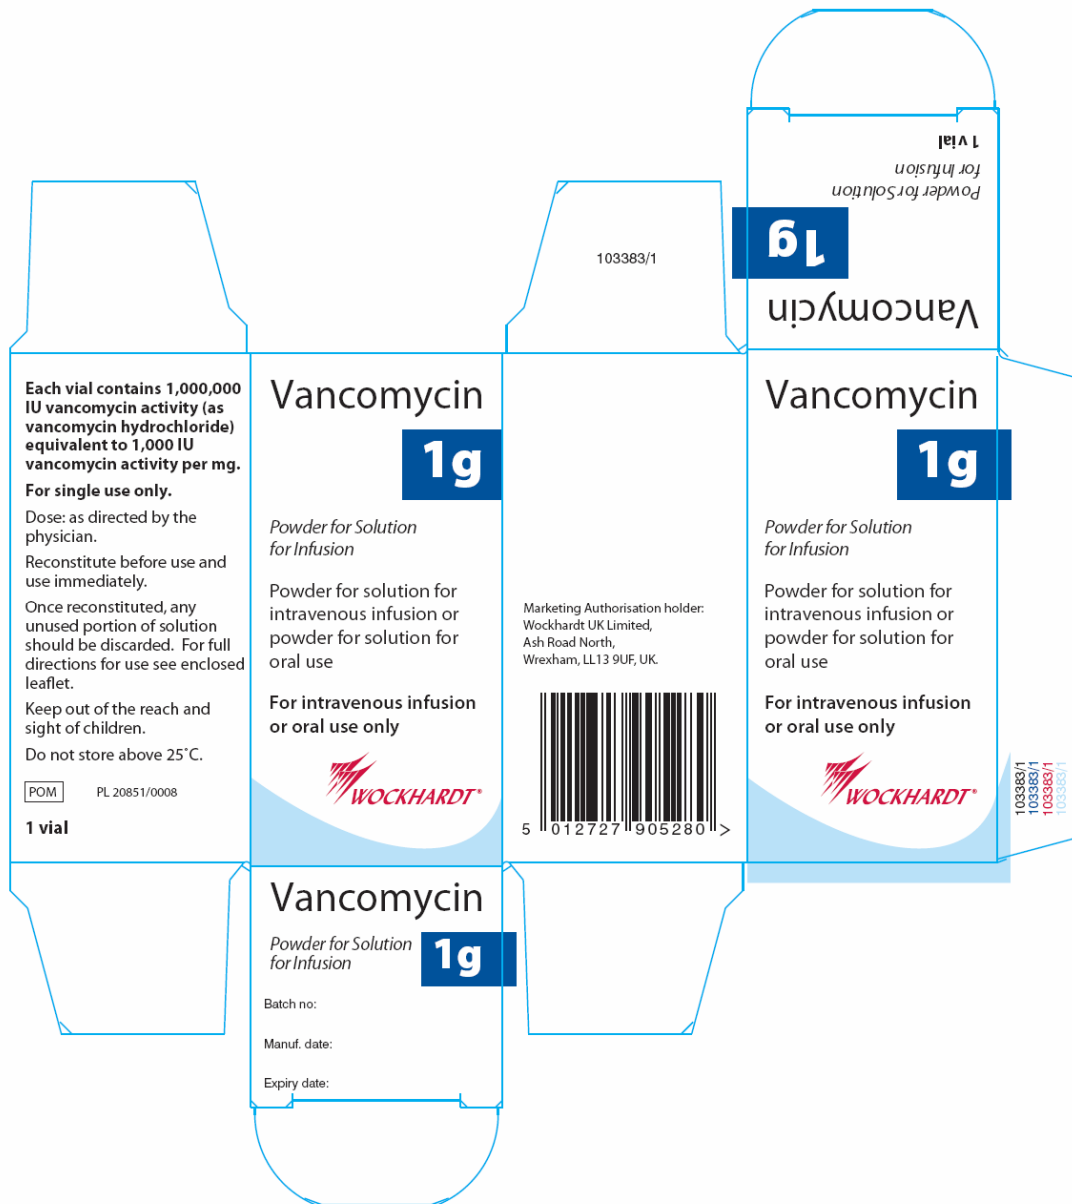 1 vial
Powder for Solution
for Infusion
1g
Vancomycin
103383/1
Each vial contains 1,000,000
IU vancomycin activity (as
vancomycin hydrochloride)
equivalent to 1,000 IU
vancomycin activity per mg.
For single use only.
Dose: as directed by the
physician.
Reconstitute before use and
use immediately.
Once reconstituted, any
unused portion of solution
should be discarded.  For full
directions for use see enclosed
leaflet.
Keep out of the reach and
sight of children.
Do not store above 25˚C.
POM PL 20851/0008
1 vial
Vancomycin
1g
Powder for Solution
for Infusion
Powder for solution for
intravenous infusion or
powder for solution for
oral use
For intravenous infusion
or oral use only
WOCKHARDT®
Marketing Authorisation holder:
Wockhardt UK Limited,
Ash Road North,
Wrexham, LL13 9UF, UK.
5 012727 905280 >
Vancomycin
1g
Powder for Solution
for Infusion
Powder for solution for
intravenous infusion or
powder for solution for
oral use
For intravenous infusion
or oral use only
WOCKHARDT®
103383/1
103383/1
103383/1
103383/1
Vancomycin
Powder for Solution
for Infusion
1g
Batch no:
Manuf. date:
Expiry date: